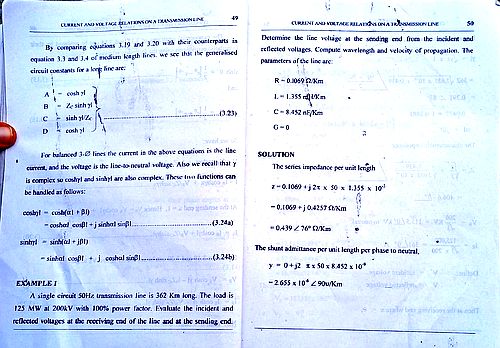 CURRENT AND VOLTAGE RELATIONS ON A TRANSMISSION LINE 49
By comparing equations 3.19 and 3.20 with their counterparts in
equation 3.3 and 3.4 of medium length lines, we see that the generalised
circuit constants for a long line are:
A = cosh γl
B = Zc sinh γl
C = sinh γl/Zc ...(3.23)
D = cosh γl
For balanced 3-Ø lines the current in the above equations is the line
current, and the voltage is the line-to-neutral voltage. Also we recall that γ
is complex so coshγl and sinhγl are also complex. These two functions can
be handled as follows:
coshγl = cosh(αl + jβl)
= coshαl cosβl + j sinhαl sinβl...(3.24a)
sinhγl = sinh(αl + jβl)
= sinhαl cosβl + j coshαl sinβl...(3.24b)
EXAMPLE 1
A single circuit 50Hz transmission line is 362 Km long. The load is
125 MW at 200kV with 100% power factor. Evaluate the incident and
reflected voltages at the receiving end of the line and at the sending end.
CURRENT AND VOLTAGE RELATIONS ON A TRANSMISSION LINE 50
Determine the line voltage at the sending end from the incident and
reflected voltages. Compute wavelength and velocity of propagation. The
parameters of the line are:
R = 0.1069 Ω/Km
L = 1.355 /Km
C = 8.452 nF/Km
G = 0
SOLUTION
The series impedance per unit length
z = 0.1069 + j 2π x 50 x 1.355 x 10⁻³
= 0.1069 + j 0.4257 Ω/Km
= 0.439 ∠ 76° Ω/Km
The shunt admittance per unit length per phase to neutral,
y = 0 + j2 π x 50 x 8.452 x 10⁻⁹
= 2.655 x 10⁻⁶ ∠ 90